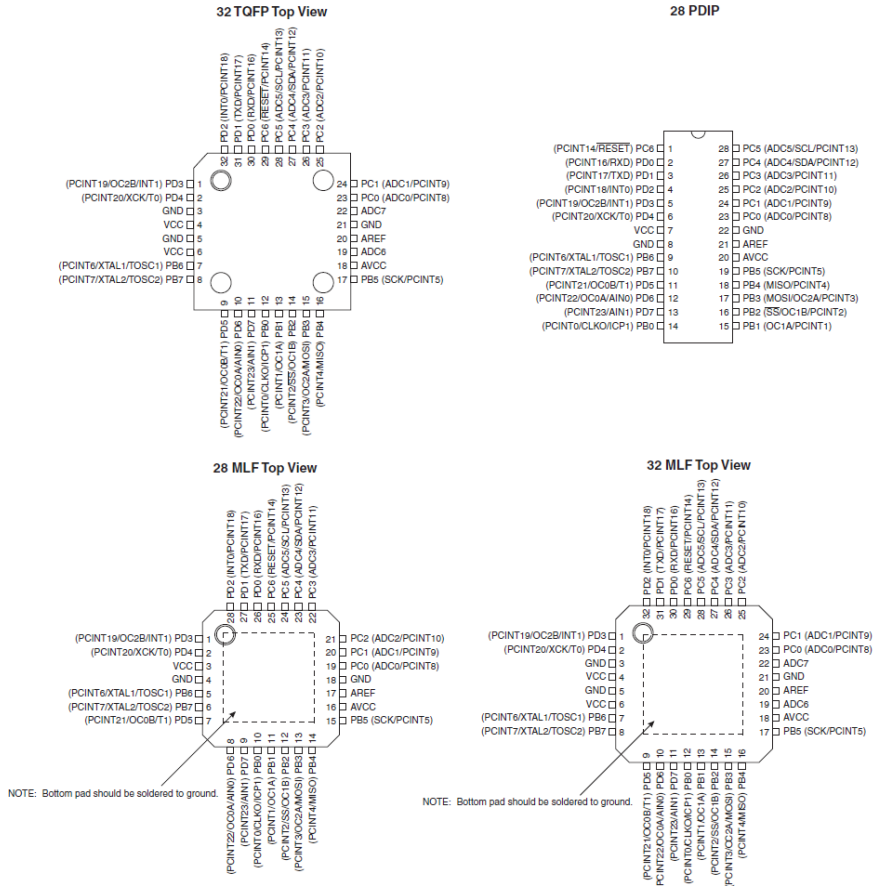 32 TQFP Top View
PD2 (INT0/PCINT18)
PD1 (TXD/PCINT17)
PD0 (RXD/PCINT16)
PC6 (RESET/PCINT14)
PC5 (ADC5/SCL/PCINT13)
PC4 (ADC4/SDA/PCINT12)
PC3 (ADC3/PCINT11)
PC2 (ADC2/PCINT10)
32
31
30
29
28
27
26
25
(PCINT19/OC2B/INT1) PD3 1
(PCINT20/XCK/T0) PD4 2
GND 3
VCC 4
GND 5
VCC 6
(PCINT6/XTAL1/TOSC1) PB6 7
(PCINT7/XTAL2/TOSC2) PB7 8
24 PC1 (ADC1/PCINT9)
23 PC0 (ADC0/PCINT8)
22 ADC7
21 GND
20 AREF
19 ADC6
18 AVCC
17 PB5 (SCK/PCINT5)
9
10
11
12
13
14
15
16
(PCINT21/OC0B/T1) PD5
(PCINT22/OC0A/AIN0) PD6
(PCINT23/AIN1) PD7
(PCINT0/CLKO/ICP1) PB0
(PCINT1/OC1A) PB1
(PCINT2/SS/OC1B) PB2
(PCINT3/OC2A/MOSI) PB3
(PCINT4/MISO) PB4
28 PDIP
(PCINT14/RESET) PC6 1
(PCINT16/RXD) PD0 2
(PCINT17/TXD) PD1 3
(PCINT18/INT0) PD2 4
(PCINT19/OC2B/INT1) PD3 5
(PCINT20/XCK/T0) PD4 6
VCC 7
GND 8
(PCINT6/XTAL1/TOSC1) PB6 9
(PCINT7/XTAL2/TOSC2) PB7 10
(PCINT21/OC0B/T1) PD5 11
(PCINT22/OC0A/AIN0) PD6 12
(PCINT23/AIN1) PD7 13
(PCINT0/CLKO/ICP1) PB0 14
28 PC5 (ADC5/SCL/PCINT13)
27 PC4 (ADC4/SDA/PCINT12)
26 PC3 (ADC3/PCINT11)
25 PC2 (ADC2/PCINT10)
24 PC1 (ADC1/PCINT9)
23 PC0 (ADC0/PCINT8)
22 GND
21 AREF
20 AVCC
19 PB5 (SCK/PCINT5)
18 PB4 (MISO/PCINT4)
17 PB3 (MOSI/OC2A/PCINT3)
16 PB2 (SS/OC1B/PCINT2)
15 PB1 (OC1A/PCINT1)
28 MLF Top View
PD2 (INT0/PCINT18)
PD1 (TXD/PCINT17)
PD0 (RXD/PCINT16)
PC6 (RESET/PCINT14)
PC5 (ADC5/SCL/PCINT13)
PC4 (ADC4/SDA/PCINT12)
PC3 (ADC3/PCINT11)
28
27
26
25
24
23
22
(PCINT19/OC2B/INT1) PD3 1
(PCINT20/XCK/T0) PD4 2
VCC 3
GND 4
(PCINT6/XTAL1/TOSC1) PB6 5
(PCINT7/XTAL2/TOSC2) PB7 6
(PCINT21/OC0B/T1) PD5 7
21 PC2 (ADC2/PCINT10)
20 PC1 (ADC1/PCINT9)
19 PC0 (ADC0/PCINT8)
18 GND
17 AREF
16 AVCC
15 PB5 (SCK/PCINT5)
8
9
10
11
12
13
14
(PCINT22/OC0A/AIN0) PD6
(PCINT23/AIN1) PD7
(PCINT0/CLKO/ICP1) PB0
(PCINT1/OC1A) PB1
(PCINT2/SS/OC1B) PB2
(PCINT3/OC2A/MOSI) PB3
(PCINT4/MISO) PB4
NOTE: Bottom pad should be soldered to ground.
32 MLF Top View
PD2 (INT0/PCINT18)
PD1 (TXD/PCINT17)
PD0 (RXD/PCINT16)
PC6 (RESET/PCINT14)
PC5 (ADC5/SCL/PCINT13)
PC4 (ADC4/SDA/PCINT12)
PC3 (ADC3/PCINT11)
PC2 (ADC2/PCINT10)
32
31
30
29
28
27
26
25
(PCINT19/OC2B/INT1) PD3 1
(PCINT20/XCK/T0) PD4 2
GND 3
VCC 4
GND 5
VCC 6
(PCINT6/XTAL1/TOSC1) PB6 7
(PCINT7/XTAL2/TOSC2) PB7 8
24 PC1 (ADC1/PCINT9)
23 PC0 (ADC0/PCINT8)
22 ADC7
21 GND
20 AREF
19 ADC6
18 AVCC
17 PB5 (SCK/PCINT5)
9
10
11
12
13
14
15
16
(PCINT21/OC0B/T1) PD5
(PCINT22/OC0A/AIN0) PD6
(PCINT23/AIN1) PD7
(PCINT0/CLKO/ICP1) PB0
(PCINT1/OC1A) PB1
(PCINT2/SS/OC1B) PB2
(PCINT3/OC2A/MOSI) PB3
(PCINT4/MISO) PB4
NOTE: Bottom pad should be soldered to ground.